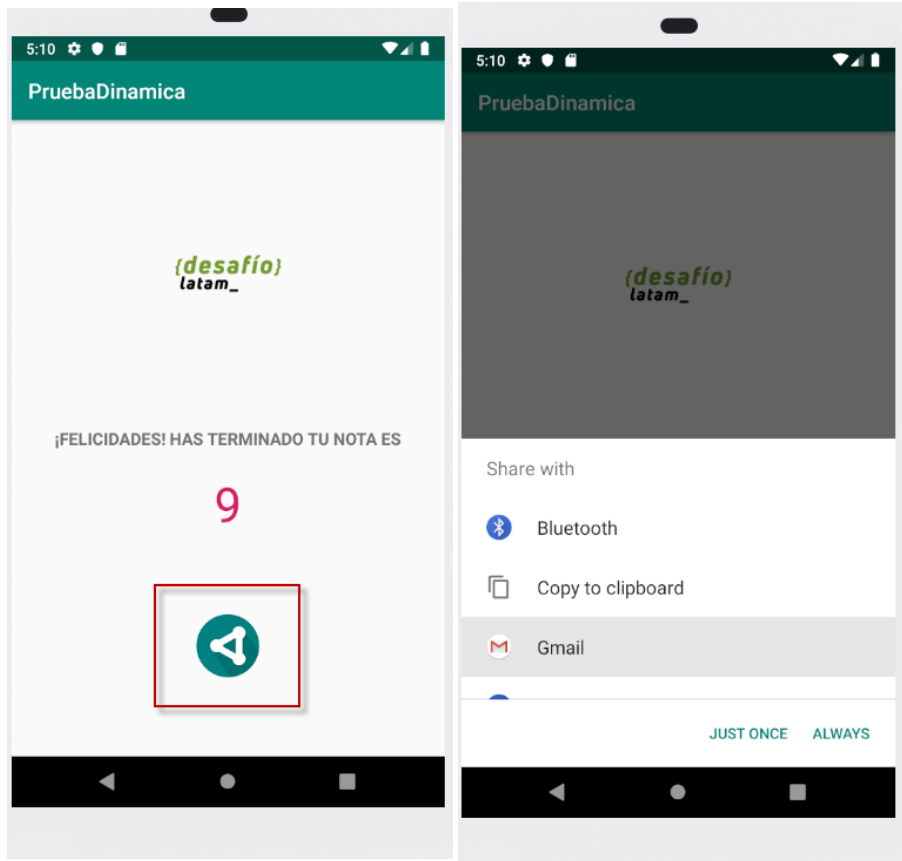 5:10
PruebaDinamica
{desafío}
latam_
¡FELICIDADES! HAS TERMINADO TU NOTA ES
9
5:10
PruebaDinamica
{desafío}
latam_
Share with
Bluetooth
Copy to clipboard
Gmail
JUST ONCE ALWAYS